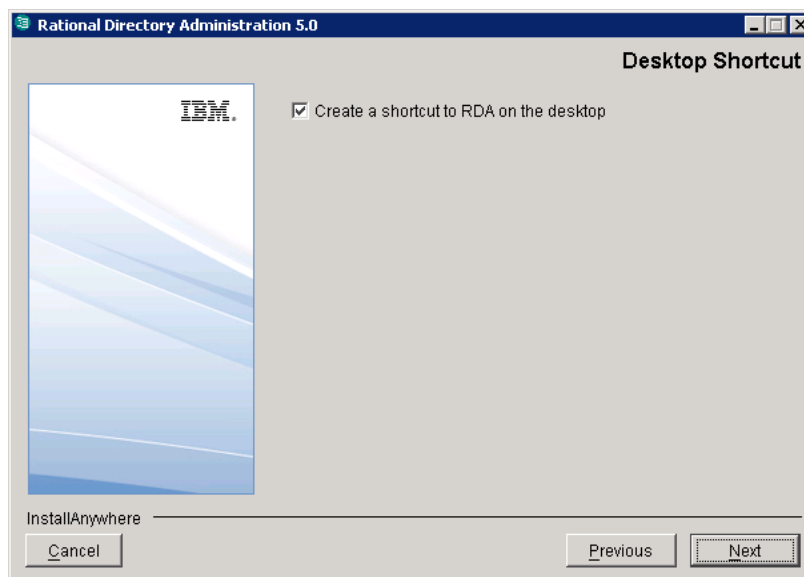 Rational Directory Administration 5.0
Desktop Shortcut
IBM.
Create a shortcut to RDA on the desktop
InstallAnywhere
Cancel
Previous
Next